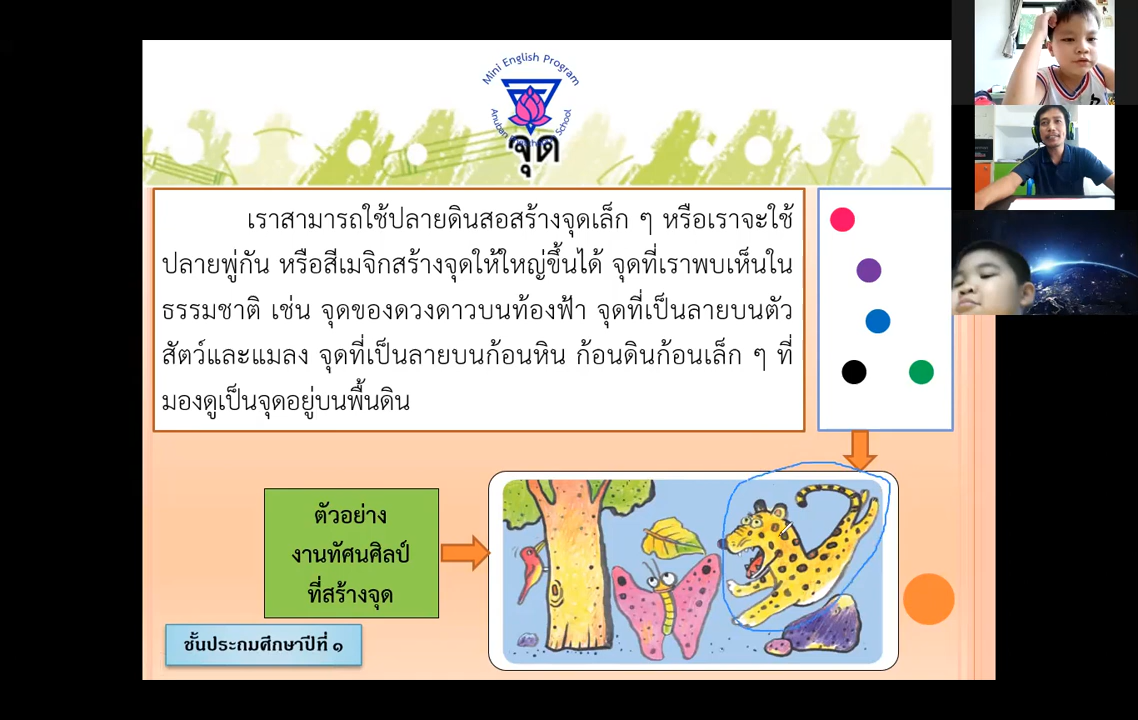 Mini English Program
จุด
เราสามารถใช้ปลายดินสอสร้างจุดเล็ก ๆ หรือเราจะใช้
ปลายพู่กัน หรือสีเมจิกสร้างจุดให้ใหญ่ขึ้นได้ จุดที่เราพบเห็นใน
ธรรมชาติ เช่น จุดของดวงดาวบนท้องฟ้า จุดที่เป็นลายบนตัว
สัตว์และแมลง จุดที่เป็นลายบนก้อนหิน ก้อนดินก้อนเล็ก ๆ ที่
มองดูเป็นจุดอยู่บนพื้นดิน
ตัวอย่าง
งานทัศนศิลป์
ที่สร้างจุด
ชั้นประถมศึกษาปีที่ ๑